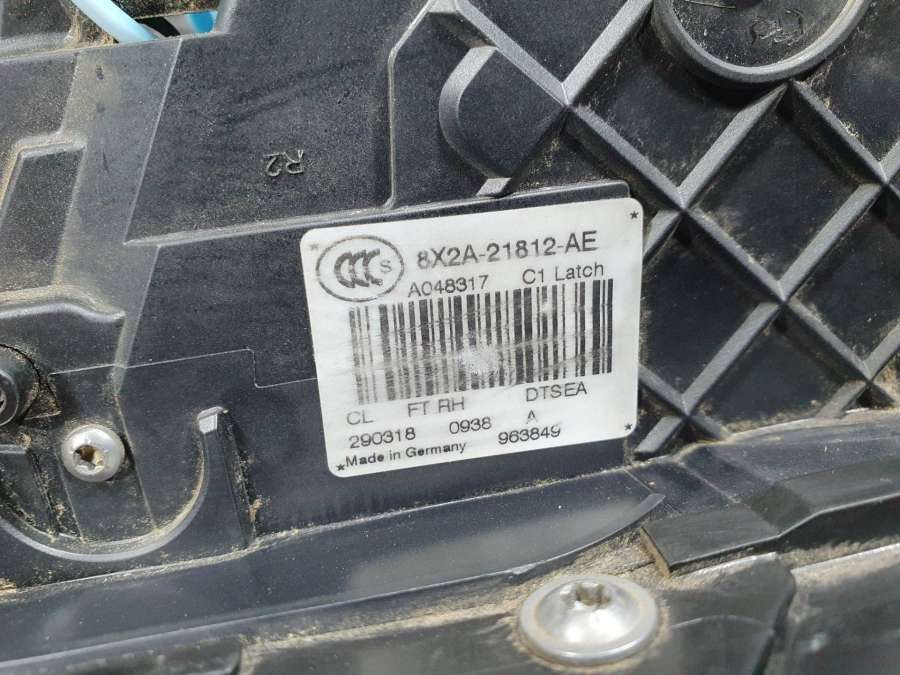 R2
CCC S 8X2A-21812-AE
A048317 C1 Latch
CL FT RH DTSEA
290318 0938 A
963849
Made in Germany